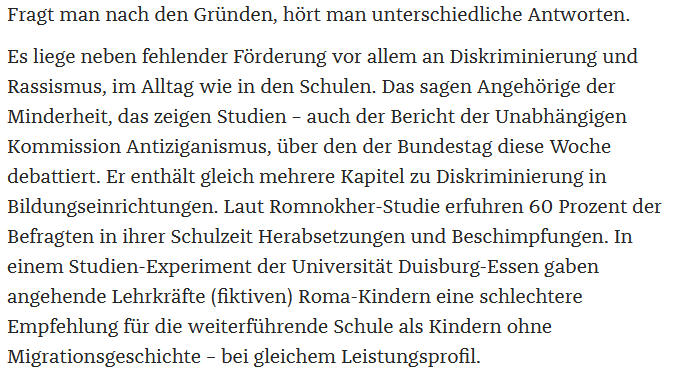 Fragt man nach den Gründen, hört man unterschiedliche Antworten.
Es liege neben fehlender Förderung vor allem an Diskriminierung und
Rassismus, im Alltag wie in den Schulen. Das sagen Angehörige der
Minderheit, das zeigen Studien – auch der Bericht der Unabhängigen
Kommission Antiziganismus, über den der Bundestag diese Woche
debattiert. Er enthält gleich mehrere Kapitel zu Diskriminierung in
Bildungseinrichtungen. Laut Romnokher-Studie erfuhren 60 Prozent der
Befragten in ihrer Schulzeit Herabsetzungen und Beschimpfungen. In
einem Studien-Experiment der Universität Duisburg-Essen gaben
angehende Lehrkräfte (fiktiven) Roma-Kindern eine schlechtere
Empfehlung für die weiterführende Schule als Kindern ohne
Migrationsgeschichte – bei gleichem Leistungsprofil.